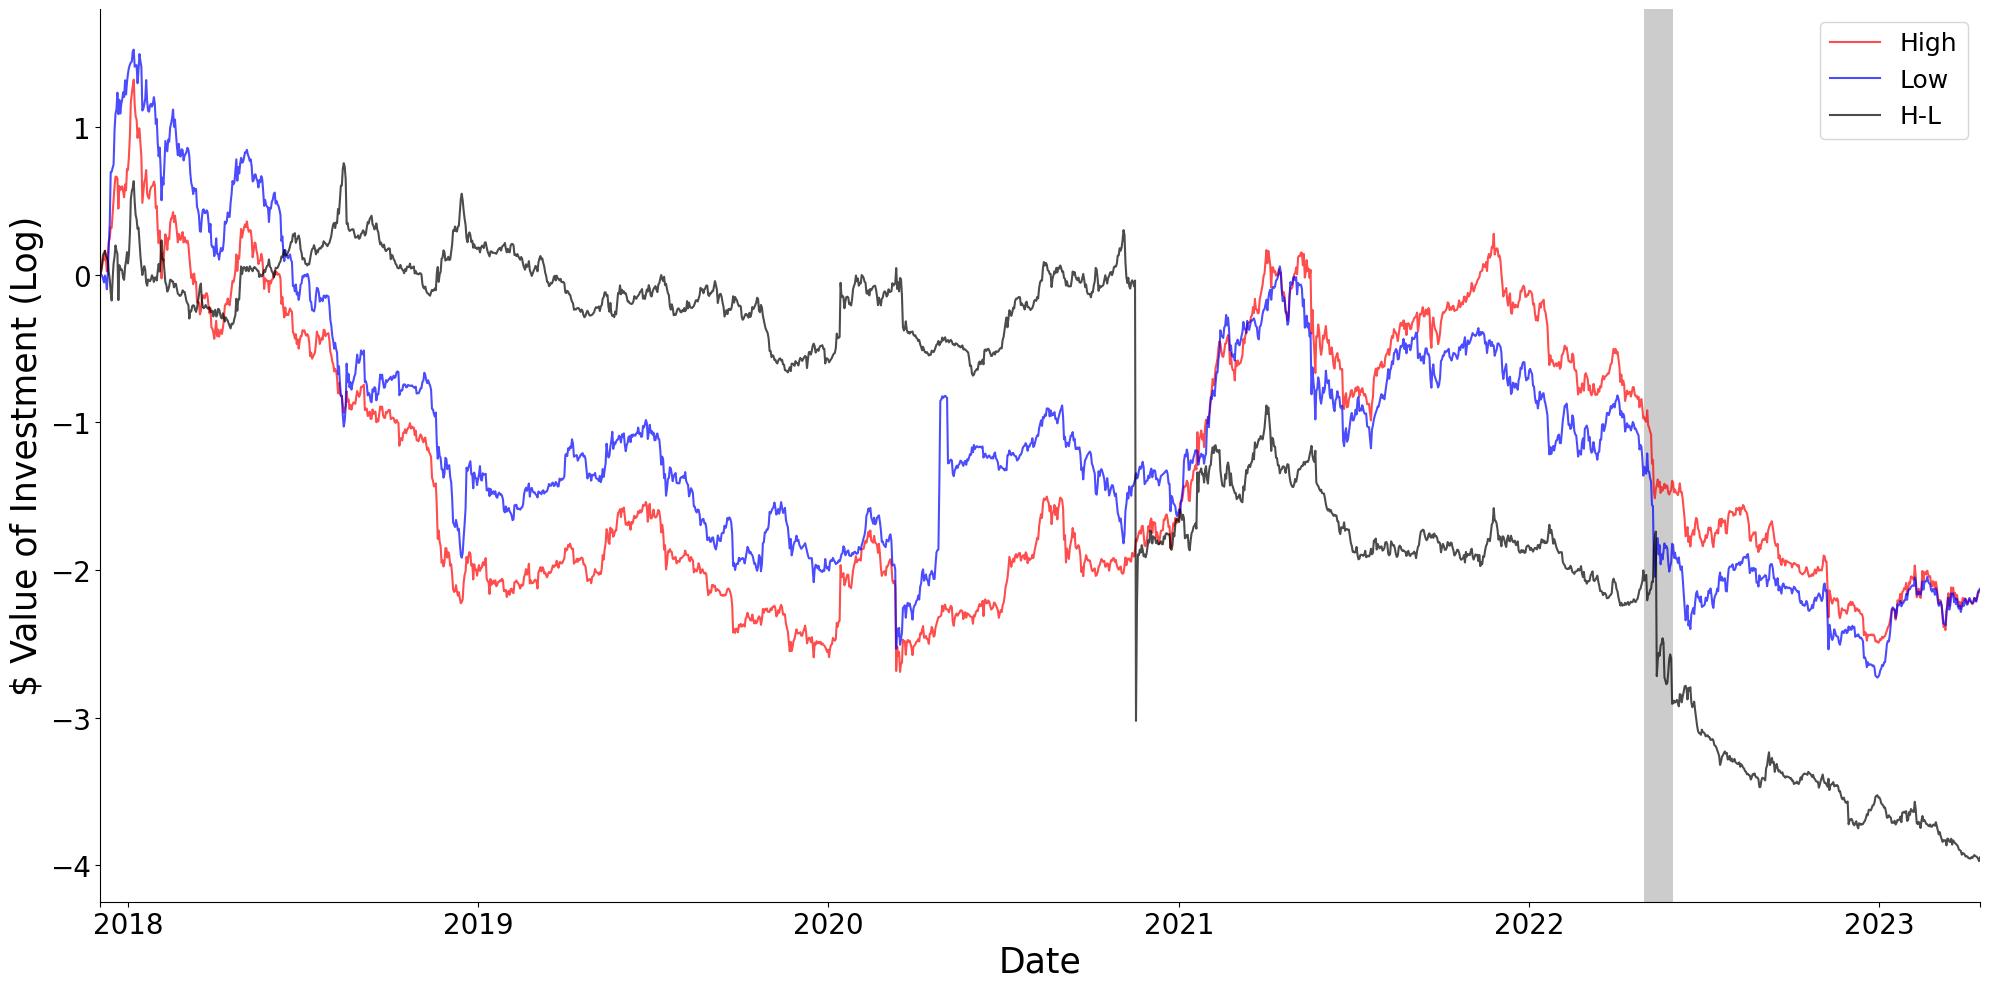 High
Low
H-L
$ Value of Investment (Log)
1
0
−1
−2
−3
−4
2018 2019 2020 2021 2022 2023
Date